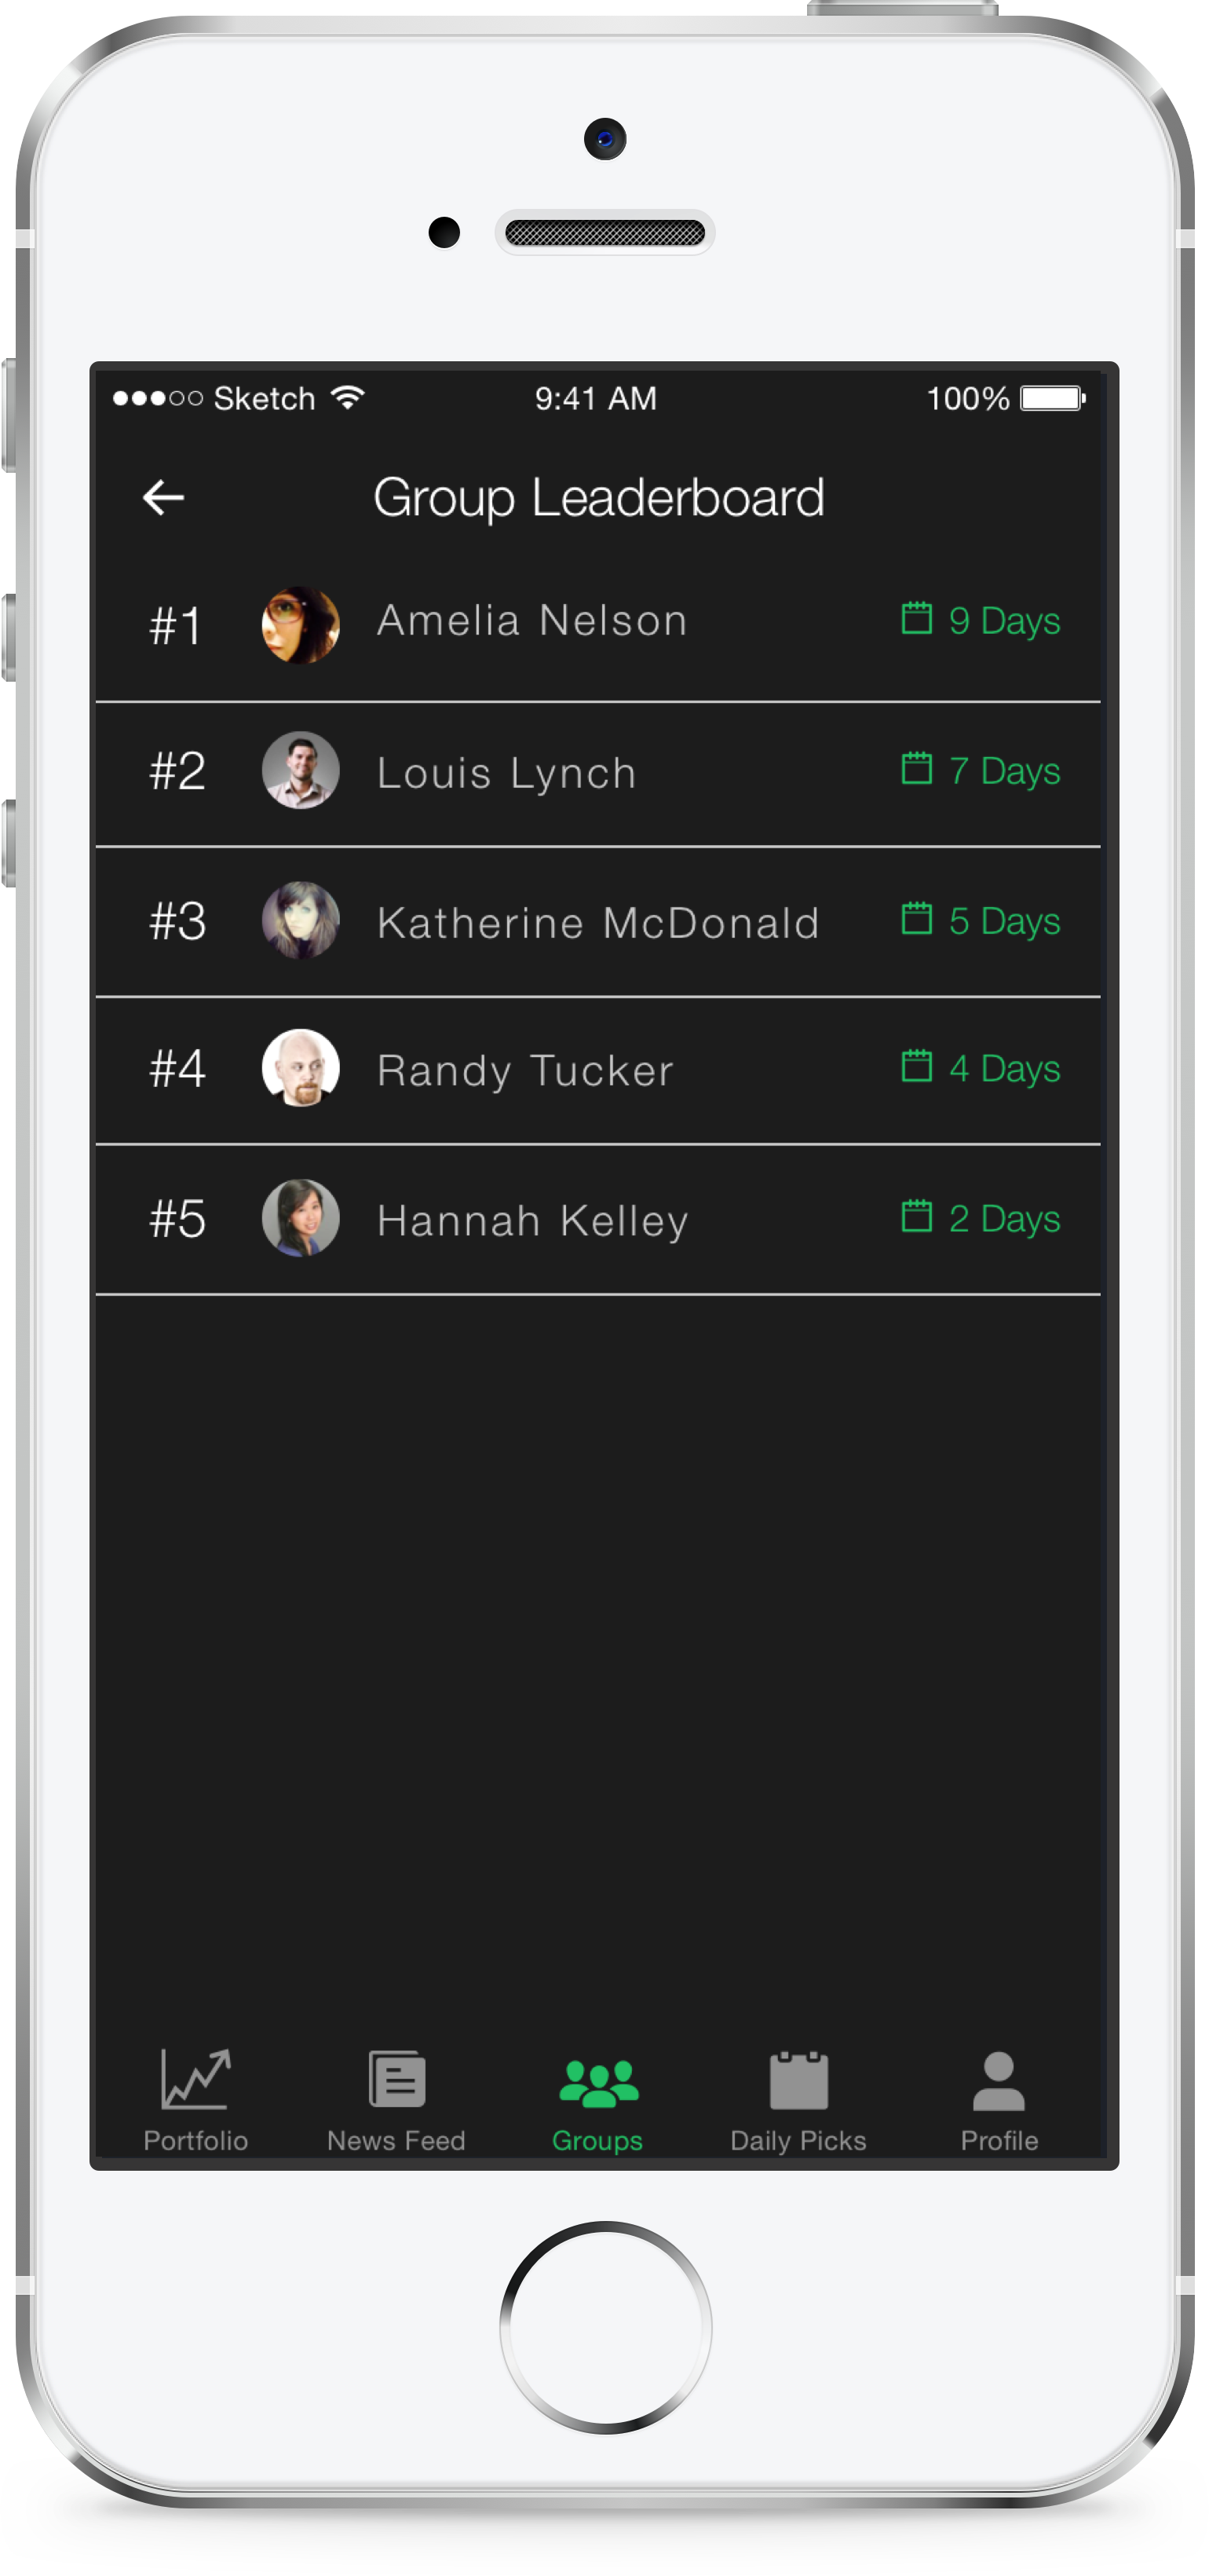 Sketch 9:41 AM 100%
Group Leaderboard
#1 Amelia Nelson 9 Days
#2 Louis Lynch 7 Days
#3 Katherine McDonald 5 Days
#4 Randy Tucker 4 Days
#5 Hannah Kelley 2 Days
Portfolio News Feed Groups Daily Picks Profile